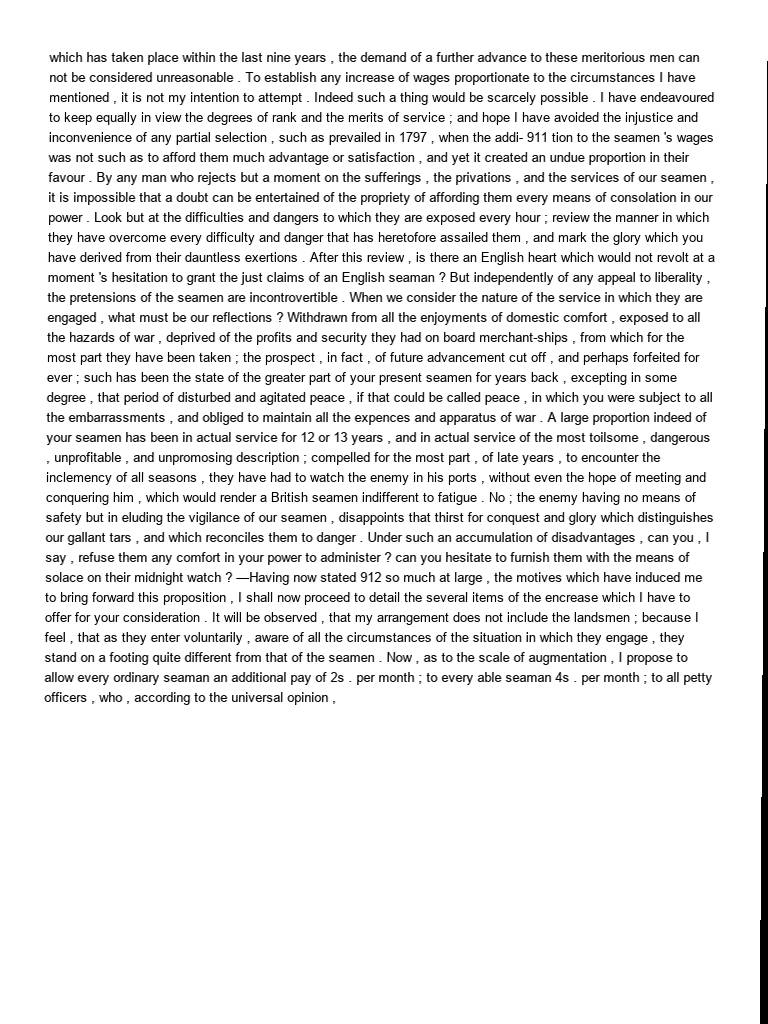 which has taken place within the last nine years , the demand of a further advance to these meritorious men can
not be considered unreasonable . To establish any increase of wages proportionate to the circumstances I have
mentioned , it is not my intention to attempt . Indeed such a thing would be scarcely possible . I have endeavoured
to keep equally in view the degrees of rank and the merits of service ; and hope I have avoided the injustice and
inconvenience of any partial selection , such as prevailed in 1797 , when the addi- 911 tion to the seamen 's wages
was not such as to afford them much advantage or satisfaction , and yet it created an undue proportion in their
favour . By any man who rejects but a moment on the sufferings , the privations , and the services of our seamen ,
it is impossible that a doubt can be entertained of the propriety of affording them every means of consolation in our
power . Look but at the difficulties and dangers to which they are exposed every hour ; review the manner in which
they have overcome every difficulty and danger that has heretofore assailed them , and mark the glory which you
have derived from their dauntless exertions . After this review , is there an English heart which would not revolt at a
moment 's hesitation to grant the just claims of an English seaman ? But independently of any appeal to liberality ,
the pretensions of the seamen are incontrovertible . When we consider the nature of the service in which they are
engaged , what must be our reflections ? Withdrawn from all the enjoyments of domestic comfort , exposed to all
the hazards of war , deprived of the profits and security they had on board merchant-ships , from which for the
most part they have been taken ; the prospect , in fact , of future advancement cut off , and perhaps forfeited for
ever ; such has been the state of the greater part of your present seamen for years back , excepting in some
degree , that period of disturbed and agitated peace , if that could be called peace , in which you were subject to all
the embarrassments , and obliged to maintain all the expences and apparatus of war . A large proportion indeed of
your seamen has been in actual service for 12 or 13 years , and in actual service of the most toilsome , dangerous
, unprofitable , and unpromosing description ; compelled for the most part , of late years , to encounter the
inclemency of all seasons , they have had to watch the enemy in his ports , without even the hope of meeting and
conquering him , which would render a British seamen indifferent to fatigue . No ; the enemy having no means of
safety but in eluding the vigilance of our seamen , disappoints that thirst for conquest and glory which distinguishes
our gallant tars , and which reconciles them to danger . Under such an accumulation of disadvantages , can you , I
say , refuse them any comfort in your power to administer ? can you hesitate to furnish them with the means of
solace on their midnight watch ? —Having now stated 912 so much at large , the motives which have induced me
to bring forward this proposition , I shall now proceed to detail the several items of the encrease which I have to
offer for your consideration . It will be observed , that my arrangement does not include the landsmen ; because I
feel , that as they enter voluntarily , aware of all the circumstances of the situation in which they engage , they
stand on a footing quite different from that of the seamen . Now , as to the scale of augmentation , I propose to
allow every ordinary seaman an additional pay of 2s . per month ; to every able seaman 4s . per month ; to all petty
officers , who , according to the universal opinion ,